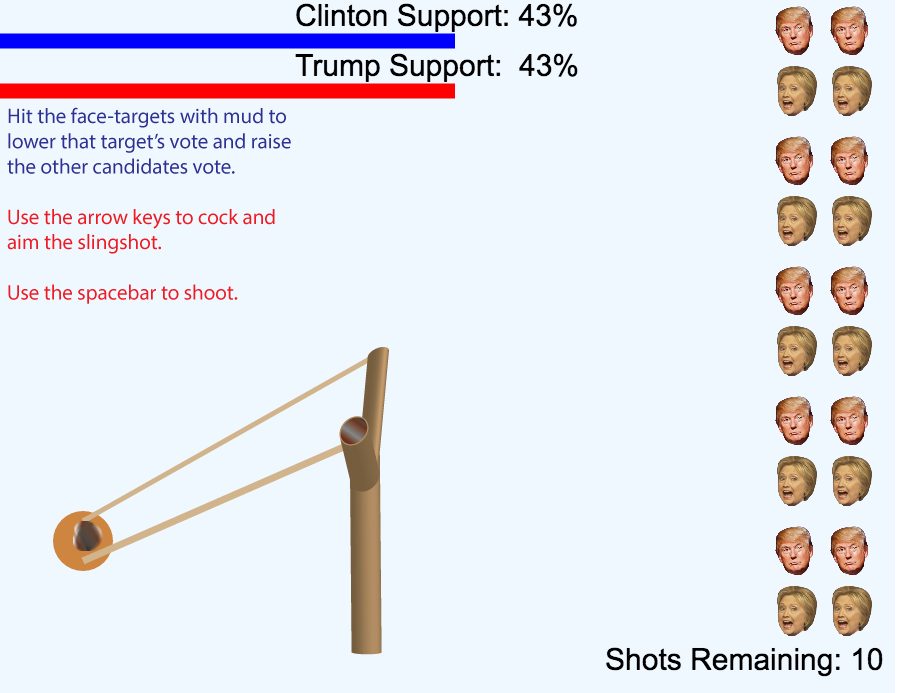 Clinton Support: 43%
Trump Support: 43%
Hit the face-targets with mud to
lower that target's vote and raise
the other candidates vote.
Use the arrow keys to cock and
aim the slingshot.
Use the spacebar to shoot.
Shots Remaining: 10